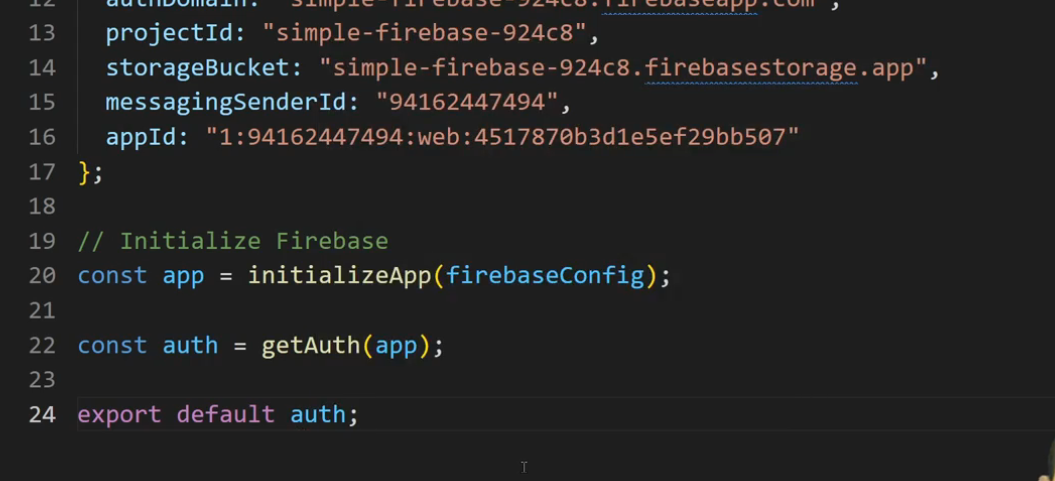 12 authDomain: "simple-firebase-924c8.firebaseapp.com",
13 projectId: "simple-firebase-924c8",
14 storageBucket: "simple-firebase-924c8.firebasestorage.app",
15 messagingSenderId: "94162447494",
16 appId: "1:94162447494:web:4517870b3d1e5ef29bb507"
17 };
18
19 // Initialize Firebase
20 const app = initializeApp(firebaseConfig);
21
22 const auth = getAuth(app);
23
24 export default auth;